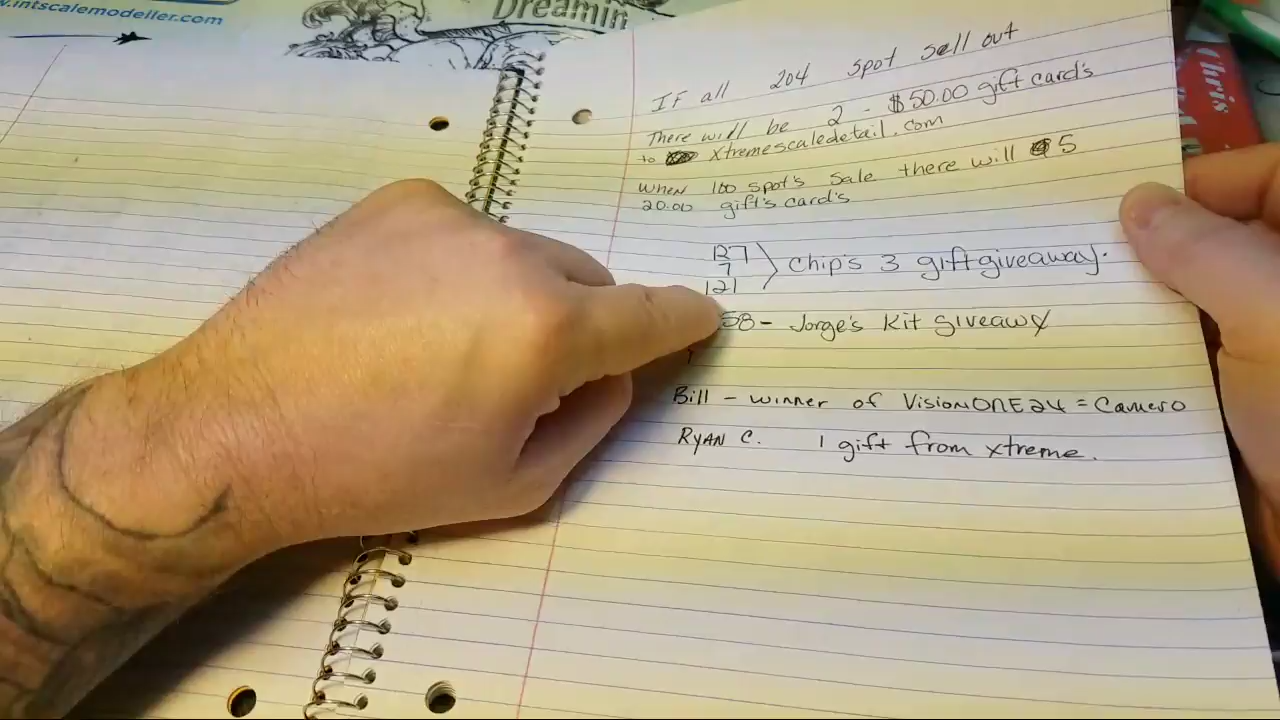 www.intscalemodeller.com
Dreamin
IF all 204 spot sell out
There will be 2 - $50.00 gift card's
to xtremescaledetail.com
when 100 spot's sale there will 5
20.00 gift's card's
127
7
121
Chip's 3 giftgiveaway.
58 - Jorge's Kit Giveawy
Bill - winner of VisionONE24 = Camero
RYAN C. 1 gift from xtreme.
Chris